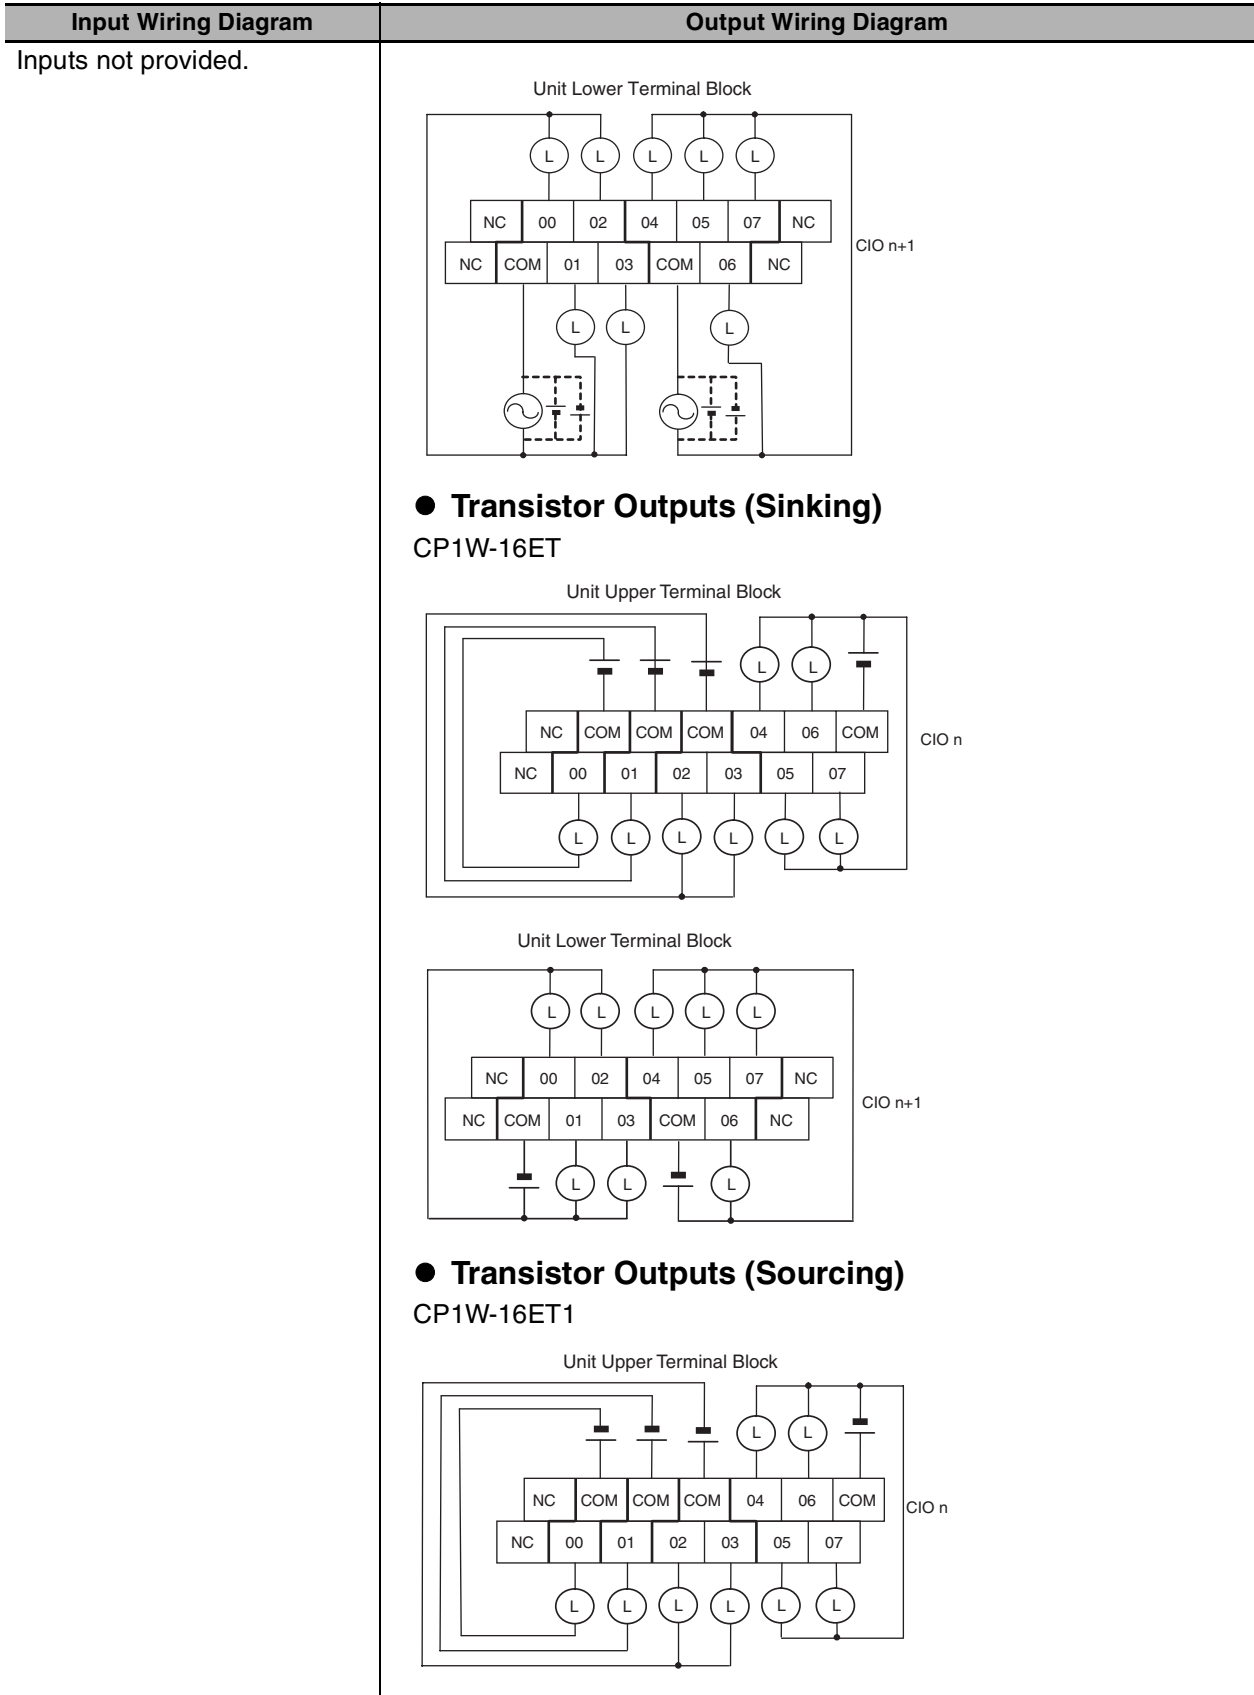 Input Wiring Diagram Output Wiring Diagram
Inputs not provided.
Unit Lower Terminal Block
L L L L L
NC 00 02 04 05 07 NC
CIO n+1
NC COM 01 03 COM 06 NC
L L L
● Transistor Outputs (Sinking)
CP1W-16ET
Unit Upper Terminal Block
L L
NC COM COM COM 04 06 COM
CIO n
NC 00 01 02 03 05 07
L L L L L L
Unit Lower Terminal Block
L L L L L
NC 00 02 04 05 07 NC
CIO n+1
NC COM 01 03 COM 06 NC
L L L
● Transistor Outputs (Sourcing)
CP1W-16ET1
Unit Upper Terminal Block
L L
NC COM COM COM 04 06 COM
CIO n
NC 00 01 02 03 05 07
L L L L L L